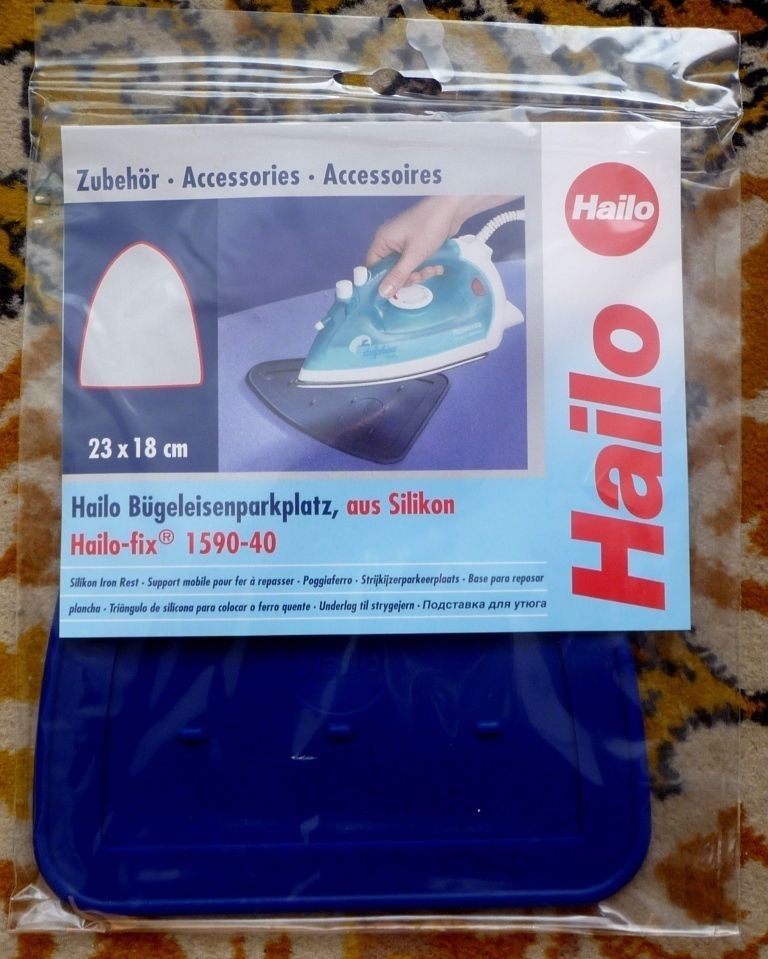 Zubehör · Accessories · Accessoires
Hailo
Hailo
23 x 18 cm
Hailo Bügeleisenparkplatz, aus Silikon
Hailo-fix® 1590-40
Silikon Iron Rest · Support mobile pour fer à repasser · Poggiaferro · Strijkijzerparkeerplaats · Base para reposar
plancha · Triângulo de silicona para colocar o ferro quente · Underlag til strygejern · Подставка для утюга